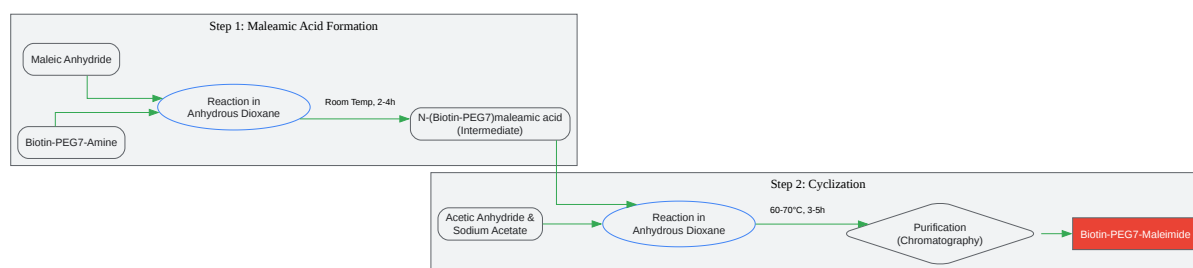 Step 1: Maleamic Acid Formation
Maleic Anhydride
Biotin-PEG7-Amine
Reaction in
Anhydrous Dioxane
Room Temp, 2-4h
N-(Biotin-PEG7)maleamic acid
(Intermediate)
Step 2: Cyclization
Acetic Anhydride &
Sodium Acetate
Reaction in
Anhydrous Dioxane
60-70°C, 3-5h
Purification
(Chromatography)
Biotin-PEG7-Maleimide